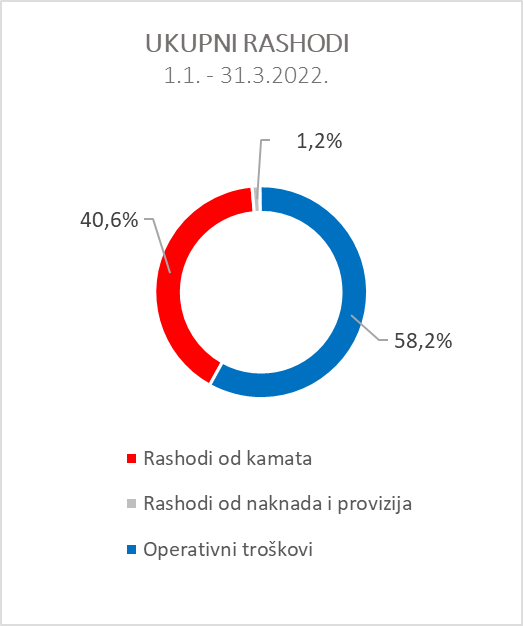 UKUPNI RASHODI
1.1. - 31.3.2022.
1,2%
40,6%
58,2%
Rashodi od kamata
Rashodi od naknada i provizija
Operativni troškovi